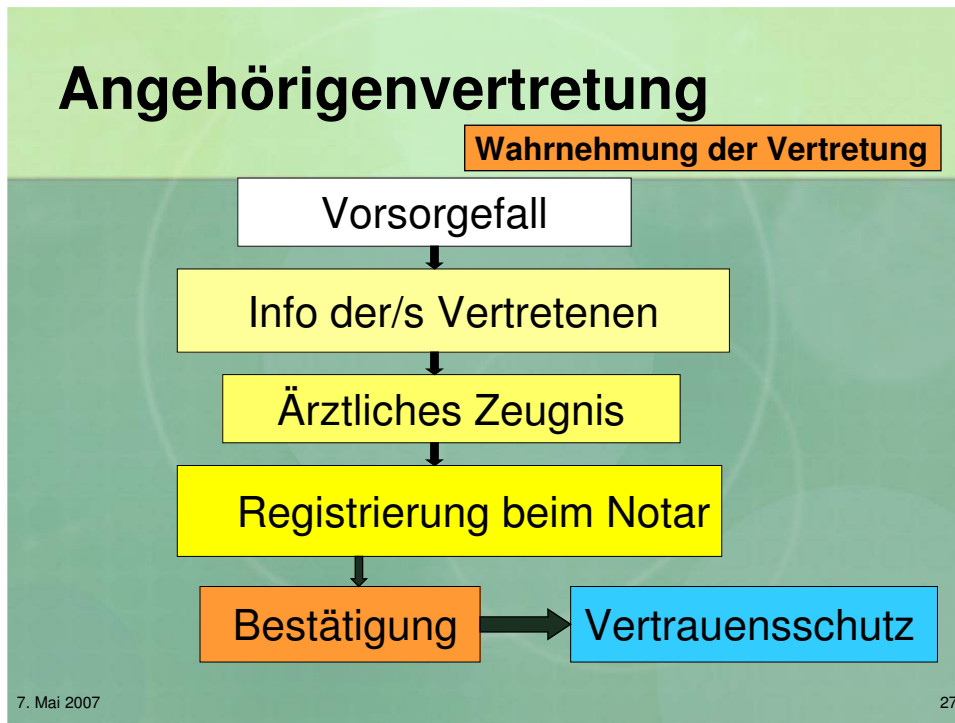 Angehörigenvertretung
Wahrnehmung der Vertretung
Vorsorgefall
Info der/s Vertretenen
Ärztliches Zeugnis
Registrierung beim Notar
Bestätigung
Vertrauensschutz
7. Mai 2007
27